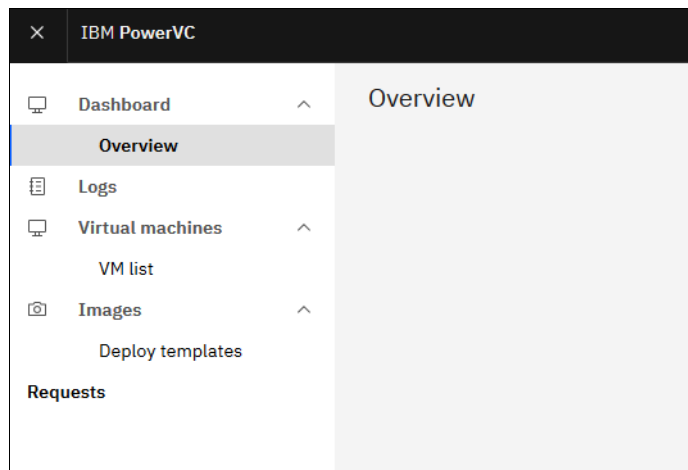 IBM PowerVC
Dashboard
Overview
Overview
Logs
Virtual machines
VM list
Images
Deploy templates
Requests